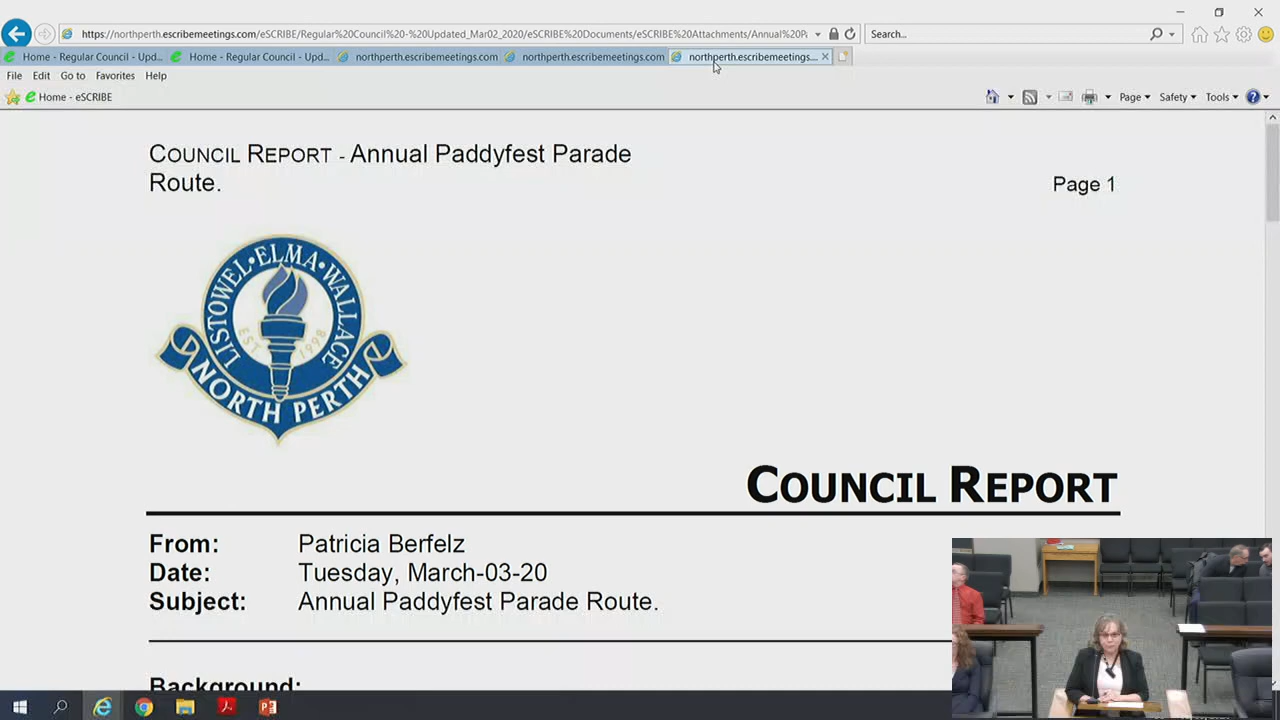 https://northperth.escribemeetings.com/eSCRIBE/Regular%20Council%20-%20Updated_Mar02_2020/eSCRIBE%20Documents/eSCRIBE%20Attachments/Annual%20P
Search...
Home - Regular Council - Upd...
Home - Regular Council - Upd...
northperth.escribemeetings.com
northperth.escribemeetings.com
northperth.escribemeetings....
File Edit Go to Favorites Help
Home - eSCRIBE
Page Safety Tools
COUNCIL REPORT - Annual Paddyfest Parade
Route.
Page 1
LISTOWEL•ELMA•WALLACE
EST 1998
NORTH PERTH
COUNCIL REPORT
From: Patricia Berfelz
Date: Tuesday, March-03-20
Subject: Annual Paddyfest Parade Route.
Background: